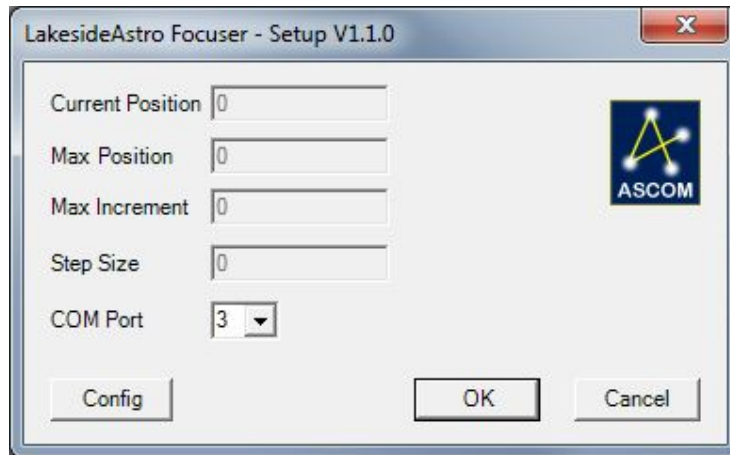 LakesideAstro Focuser - Setup V1.1.0
Current Position 0
Max Position 0
Max Increment 0
Step Size 0
COM Port 3
ASCOM
Config OK Cancel